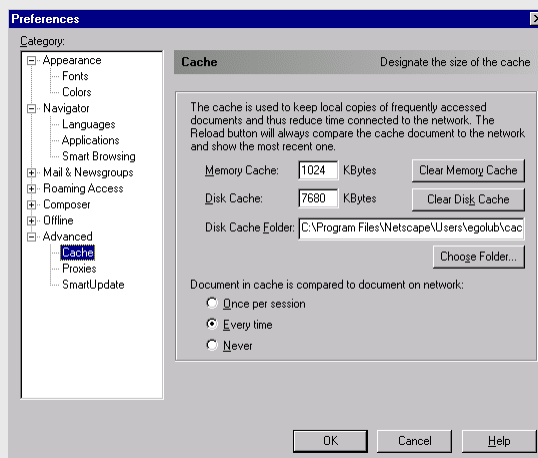 Preferences
Category:
Appearance
Fonts
Colors
Navigator
Languages
Applications
Smart Browsing
Mail & Newsgroups
Roaming Access
Composer
Offline
Advanced
Cache
Proxies
SmartUpdate
Cache Designate the size of the cache
The cache is used to keep local copies of frequently accessed
documents and thus reduce time connected to the network. The
Reload button will always compare the cache document to the network
and show the most recent one.
Memory Cache: 1024 KBytes Clear Memory Cache
Disk Cache: 7680 KBytes Clear Disk Cache
Disk Cache Folder: C:\Program Files\Netscape\Users\egolub\cac
Choose Folder...
Document in cache is compared to document on network:
Once per session
Every time
Never
OK Cancel Help